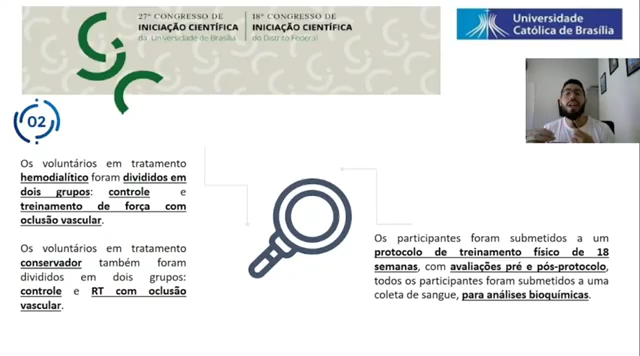 27º CONGRESSO DE
INICIAÇÃO CIENTÍFICA
da Universidade de Brasília
18º CONGRESSO DE
INICIAÇÃO CIENTÍFICA
do Distrito Federal
Universidade
Católica de Brasília
02
Os voluntários em tratamento
hemodialítico foram divididos em
dois grupos: controle e
treinamento de força com
oclusão vascular.
Os voluntários em tratamento
conservador também foram
divididos em dois grupos:
controle e RT com oclusão
vascular.
Os participantes foram submetidos a um
protocolo de treinamento físico de 18
semanas, com avaliações pré e pós-protocolo,
todos os participantes foram submetidos a uma
coleta de sangue, para análises bioquímicas.